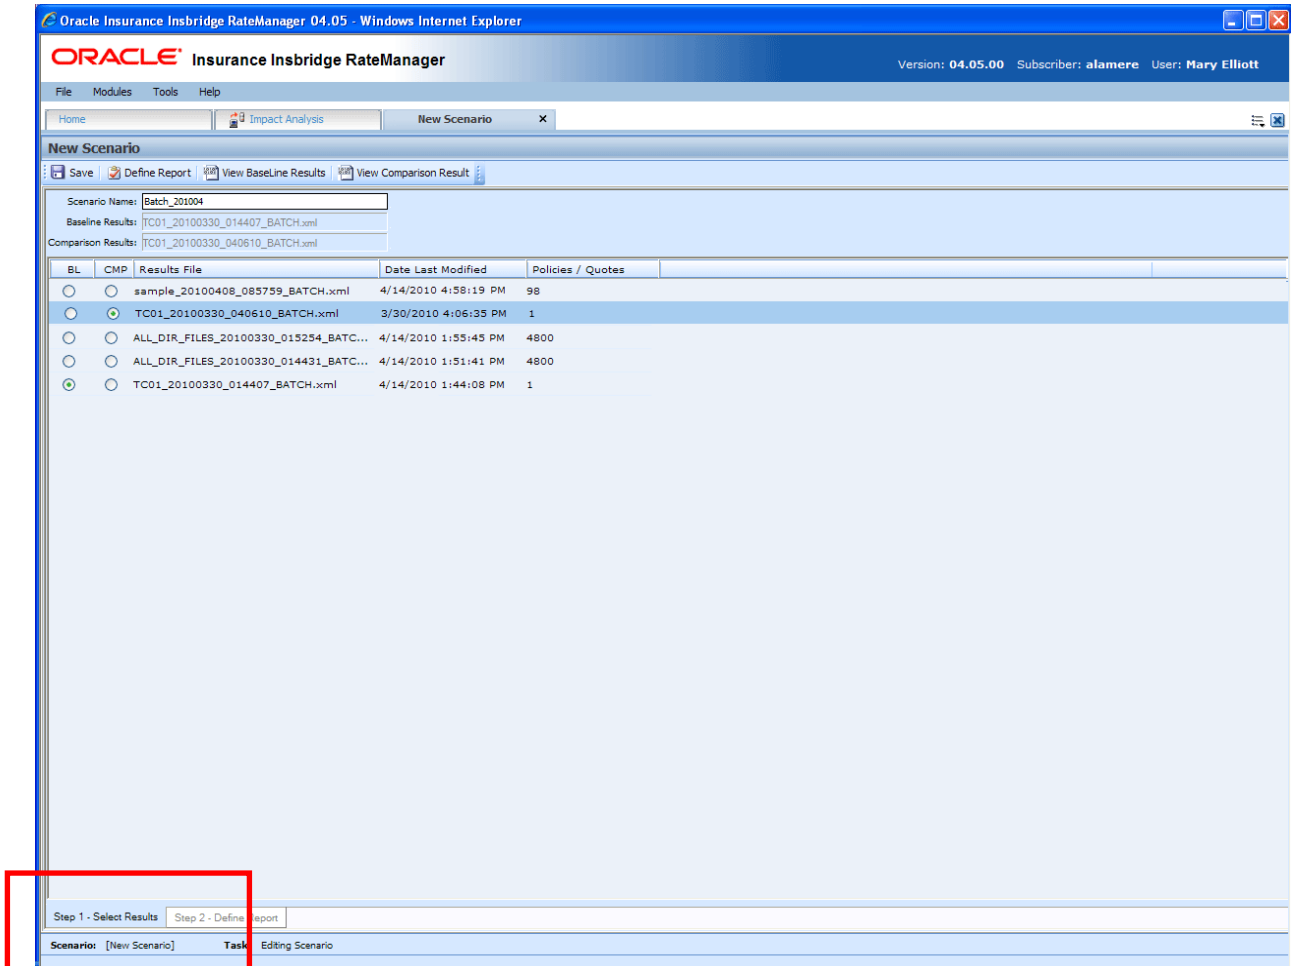 Oracle Insurance Insbridge RateManager 04.05 - Windows Internet Explorer
ORACLE Insurance Insbridge RateManager
Version: 04.05.00 Subscriber: alamere User: Mary Elliott
File Modules Tools Help
Home Impact Analysis New Scenario X
New Scenario
Save Define Report View BaseLine Results View Comparison Result
Scenario Name: Batch_201004
Baseline Results: TC01_20100330_014407_BATCH.xml
Comparison Results: TC01_20100330_040610_BATCH.xml
BL CMP Results File Date Last Modified Policies / Quotes
sample_20100408_085759_BATCH.xml 4/14/2010 4:58:19 PM 98
TC01_20100330_040610_BATCH.xml 3/30/2010 4:06:35 PM 1
ALL_DIR_FILES_20100330_015254_BATC... 4/14/2010 1:55:45 PM 4800
ALL_DIR_FILES_20100330_014431_BATC... 4/14/2010 1:51:41 PM 4800
TC01_20100330_014407_BATCH.xml 4/14/2010 1:44:08 PM 1
Step 1 - Select Results Step 2 - Define Report
Scenario: [New Scenario] Task Editing Scenario